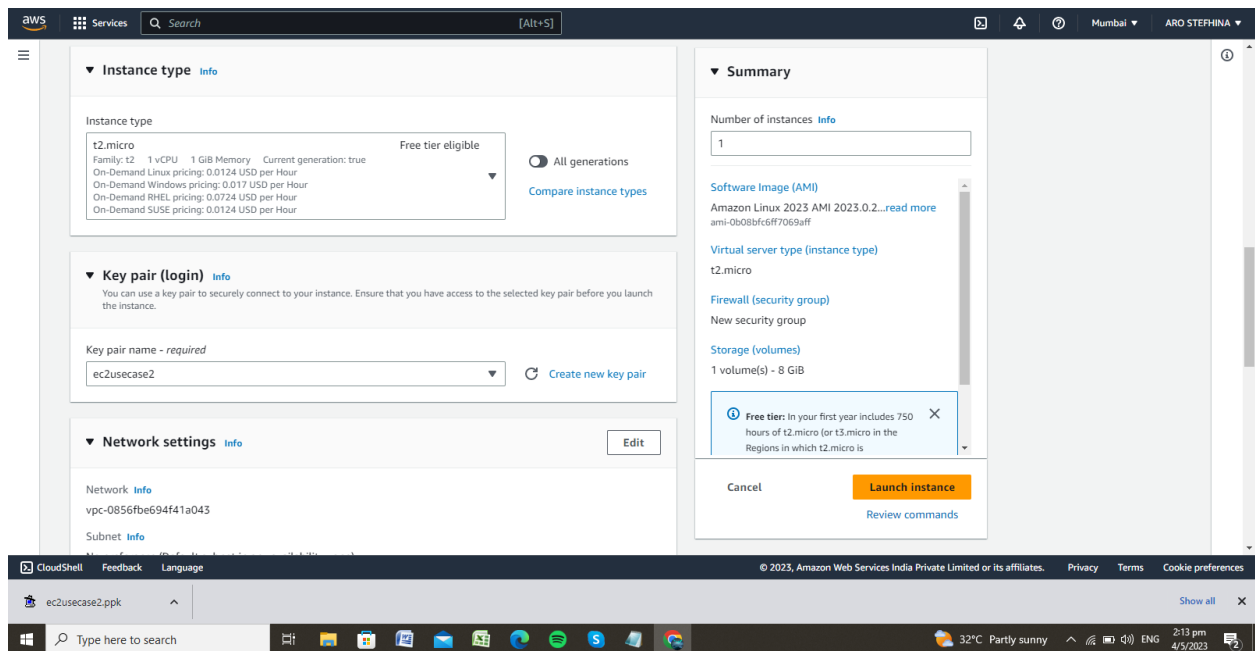 aws
Services
Search
[Alt+S]
Mumbai
ARO STEFHINA
Instance type Info
Instance type
t2.micro
Free tier eligible
Family: t2 1 vCPU 1 GiB Memory Current generation: true
On-Demand Linux pricing: 0.0124 USD per Hour
On-Demand Windows pricing: 0.017 USD per Hour
On-Demand RHEL pricing: 0.0724 USD per Hour
On-Demand SUSE pricing: 0.0124 USD per Hour
All generations
Compare instance types
Key pair (login) Info
You can use a key pair to securely connect to your instance. Ensure that you have access to the selected key pair before you launch
the instance.
Key pair name - required
ec2usecase2
Create new key pair
Network settings Info
Edit
Network Info
vpc-0856fbe694f41a043
Subnet Info
Summary
Number of instances Info
1
Software Image (AMI)
Amazon Linux 2023 AMI 2023.0.2...read more
ami-0b08bfc6ff7069aff
Virtual server type (instance type)
t2.micro
Firewall (security group)
New security group
Storage (volumes)
1 volume(s) - 8 GiB
Free tier: In your first year includes 750
hours of t2.micro (or t3.micro in the
Regions in which t2.micro is
Cancel
Launch instance
Review commands
CloudShell
Feedback
Language
© 2023, Amazon Web Services India Private Limited or its affiliates.
Privacy
Terms
Cookie preferences
ec2usecase2.ppk
Show all
Type here to search
32°C Partly sunny
ENG
2:13 pm
4/5/2023
2